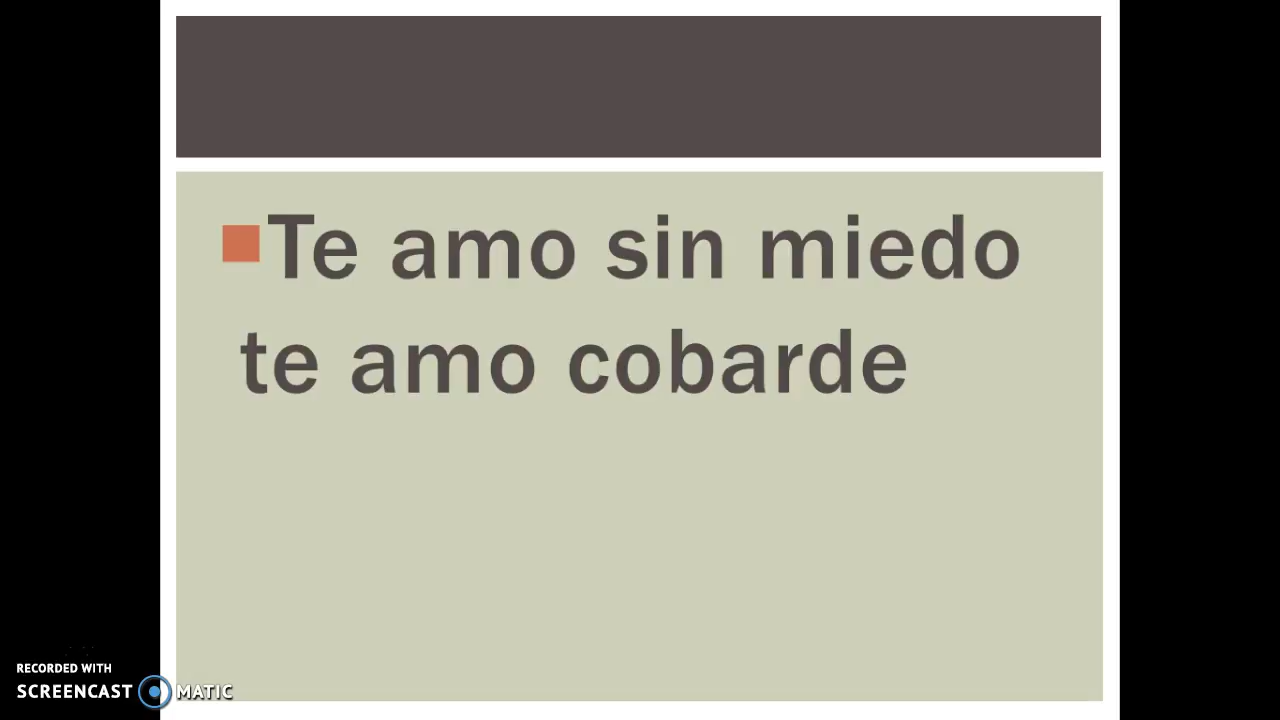 Te amo sin miedo
te amo cobarde
RECORDED WITH
SCREENCAST MATIC